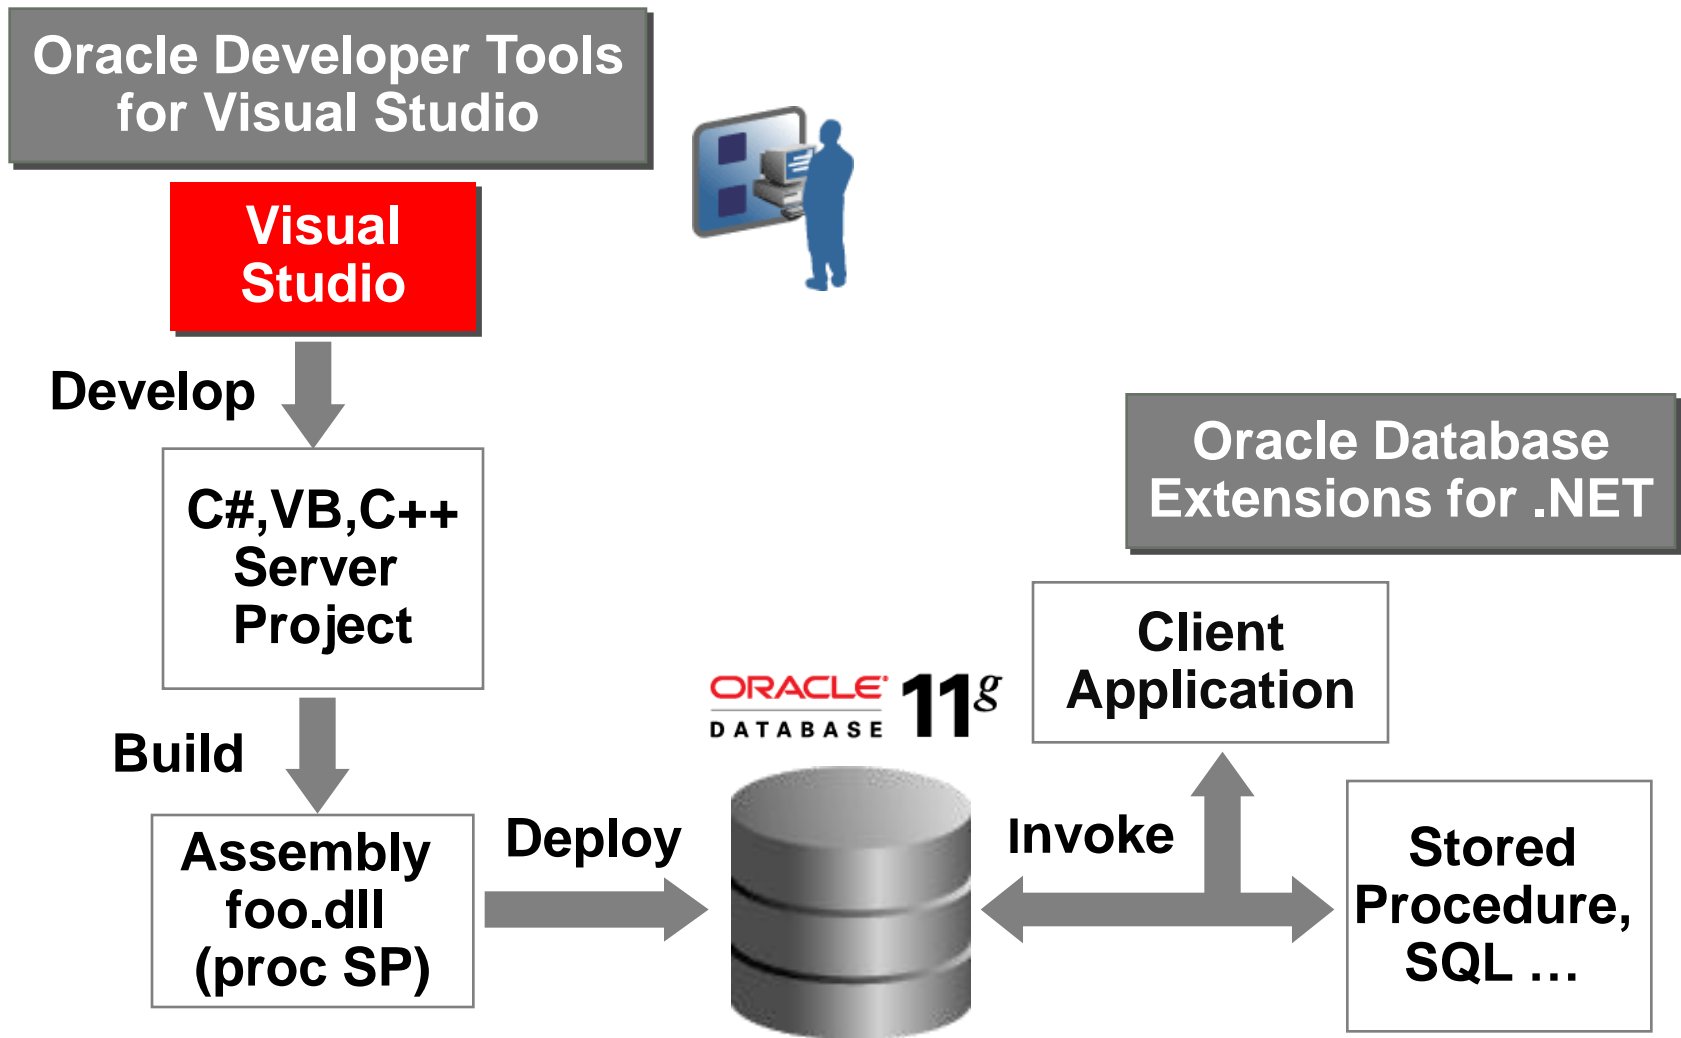 Oracle Developer Tools
for Visual Studio
Visual
Studio
Develop
C#,VB,C++
Server
Project
Build
Assembly
foo.dll
(proc SP)
Deploy
ORACLE®
DATABASE
11g
Invoke
Oracle Database
Extensions for .NET
Client
Application
Stored
Procedure,
SQL …